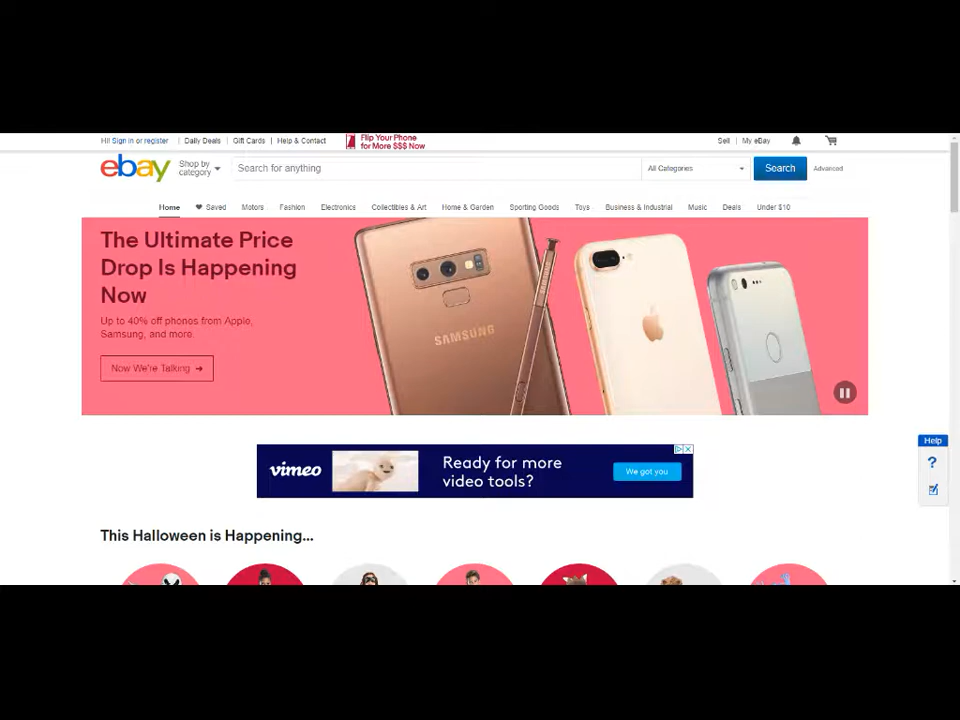 Hi! Sign in or register Daily Deals Gift Cards Help & Contact Flip Your Phone Sell My eBay
for More $$$ Now
ebay Shop by category Search for anything All Categories Search Advanced
Home Saved Motors Fashion Electronics Collectibles & Art Home & Garden Sporting Goods Toys Business & Industrial Music Deals Under $10
The Ultimate Price
Drop Is Happening
Now
Up to 40% off phones from Apple,
Samsung, and more.
Now We're Talking →
SAMSUNG
Help
?
vimeo Ready for more
video tools? We got you
This Halloween is Happening...